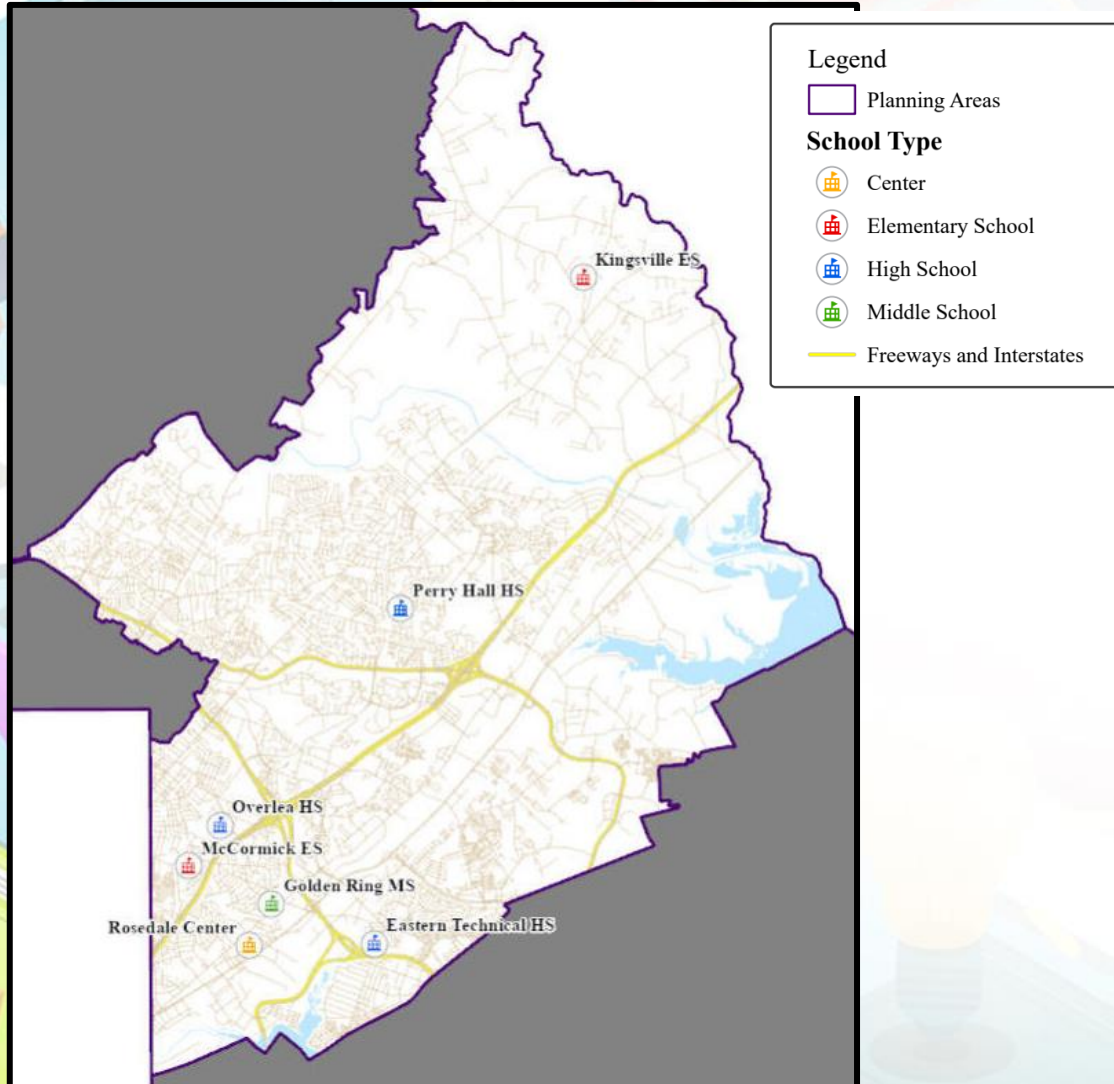 Legend
Planning Areas
School Type
Center
Elementary School
High School
Middle School
Freeways and Interstates
Kingsville ES
Perry Hall HS
Overlea HS
McCormick ES
Golden Ring MS
Rosedale Center
Eastern Technical HS